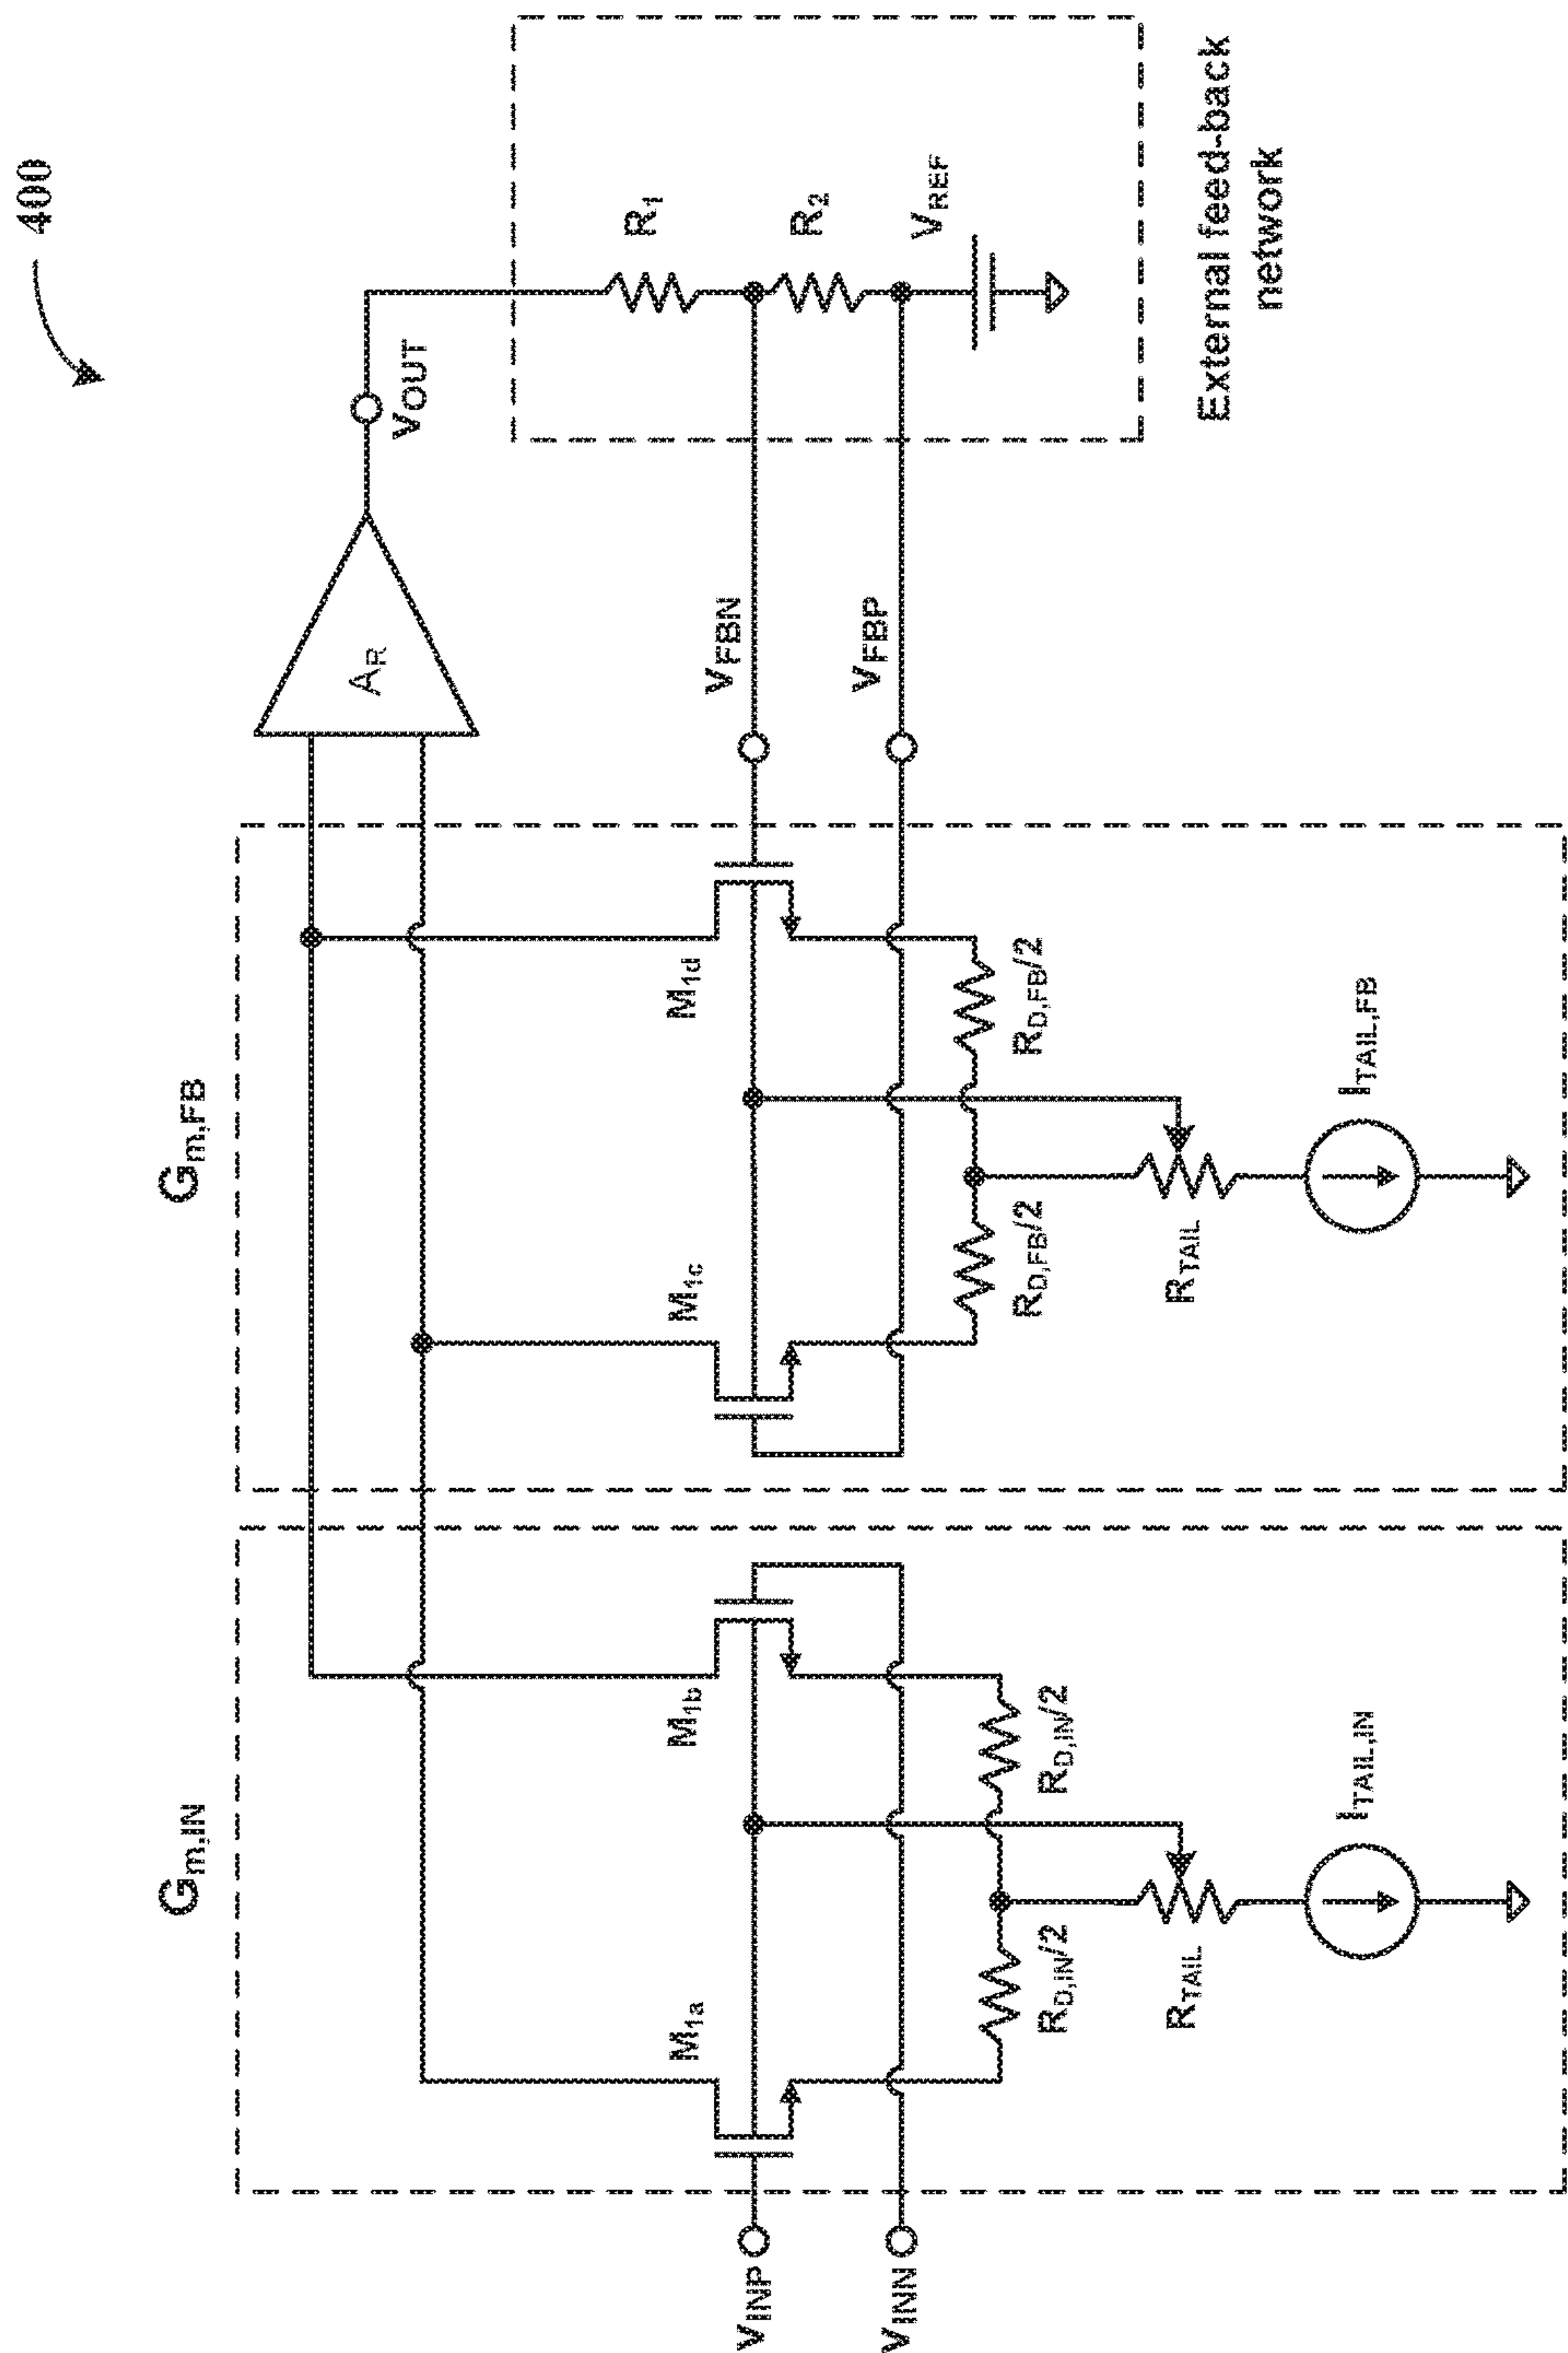 400
Gm,IN
Gm,FB
AR
VOUT
M1a
M1b
M1c
M1d
VFBN
VFBP
R1
R2
VREF
VINP
VINN
RD,IN/2
RD,IN/2
RD,FB/2
RD,FB/2
RTAIL
RTAIL
ITAIL,IN
ITAIL,FB
External feed-back
network